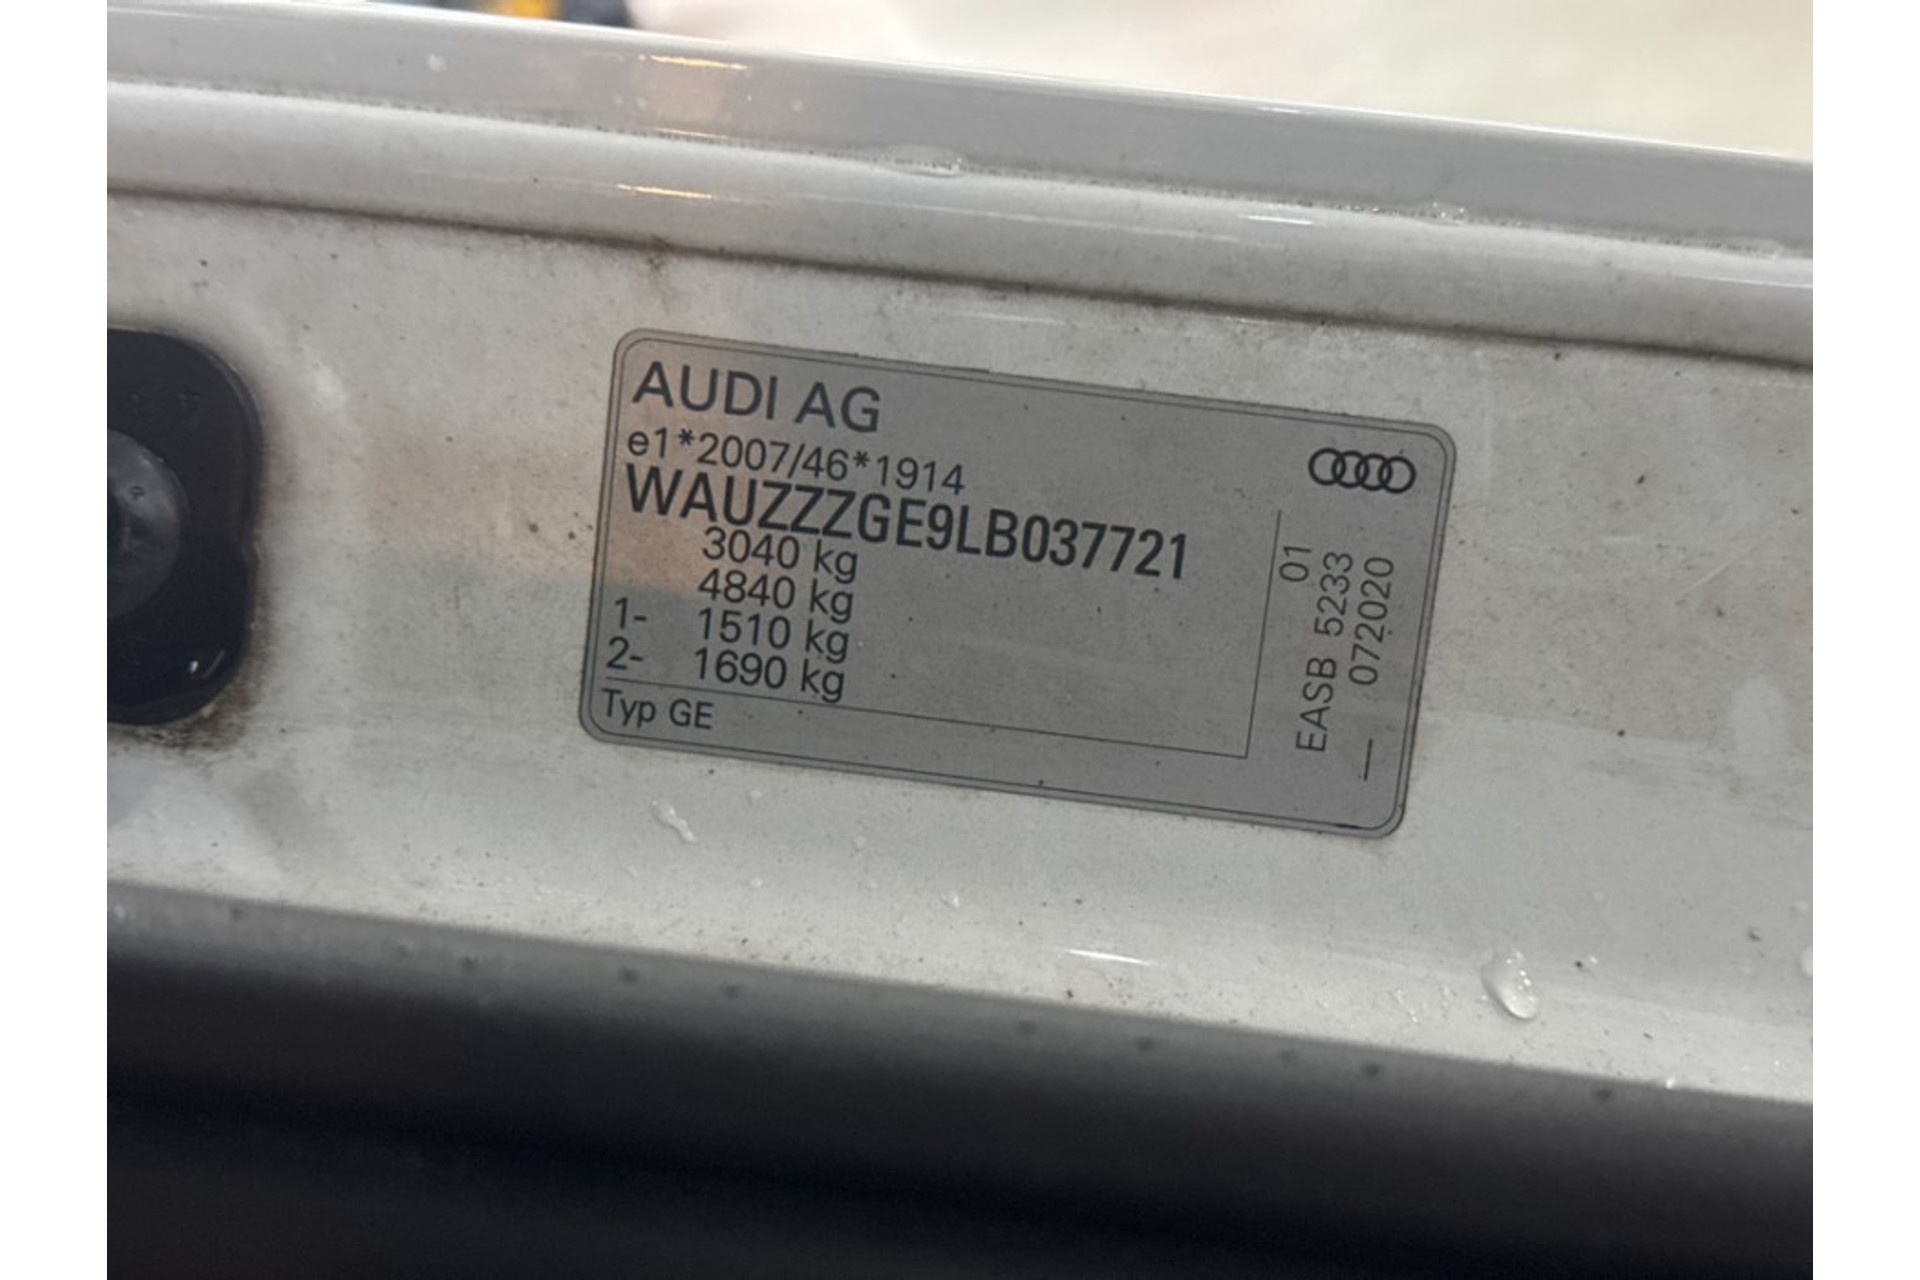 AUDI AG
e1*2007/46*1914
WAUZZZGE9LB037721
3040 kg
4840 kg
1- 1510 kg
2- 1690 kg
Typ GE
01
EASB 5233
— 072020